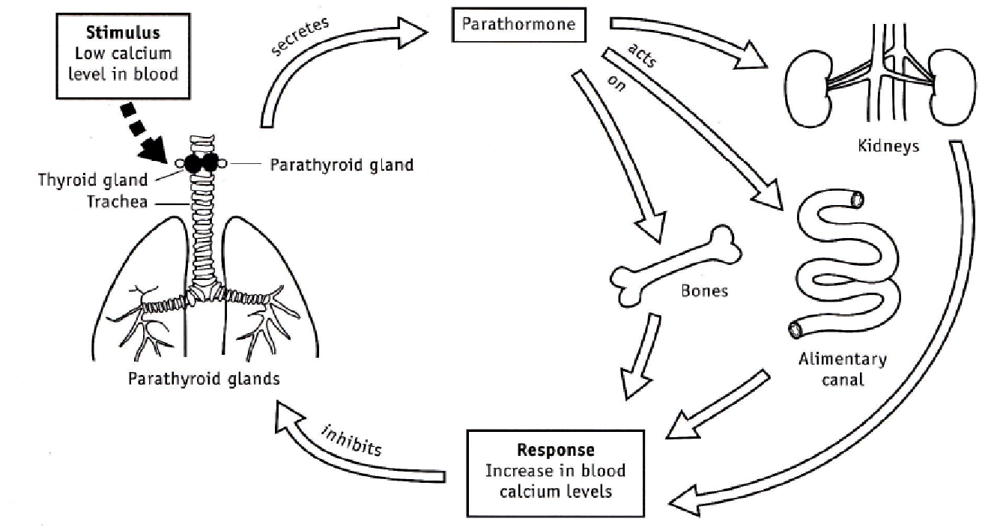 Stimulus
Low calcium
level in blood
secretes
Parathormone
acts
on
Kidneys
Parathyroid gland
Thyroid gland
Trachea
Bones
Alimentary
canal
Parathyroid glands
inhibits
Response
Increase in blood
calcium levels